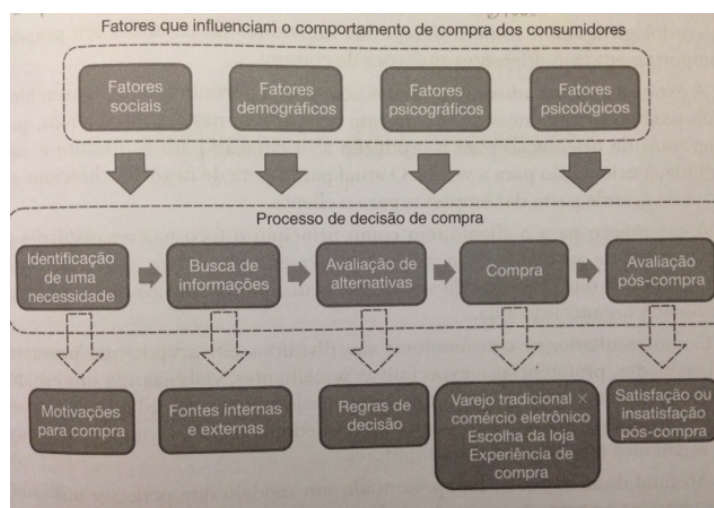 Fatores que influenciam o comportamento de compra dos consumidores
Fatores
sociais
Fatores
demográficos
Fatores
psicográficos
Fatores
psicológicos
Processo de decisão de compra
Identificação
de uma
necessidade
Busca de
informações
Avaliação de
alternativas
Compra
Avaliação
pós-compra
Motivações
para compra
Fontes internas
e externas
Regras de
decisão
Varejo tradicional ×
comércio eletrônico
Escolha da loja
Experiência de
compra
Satisfação ou
insatisfação
pós-compra